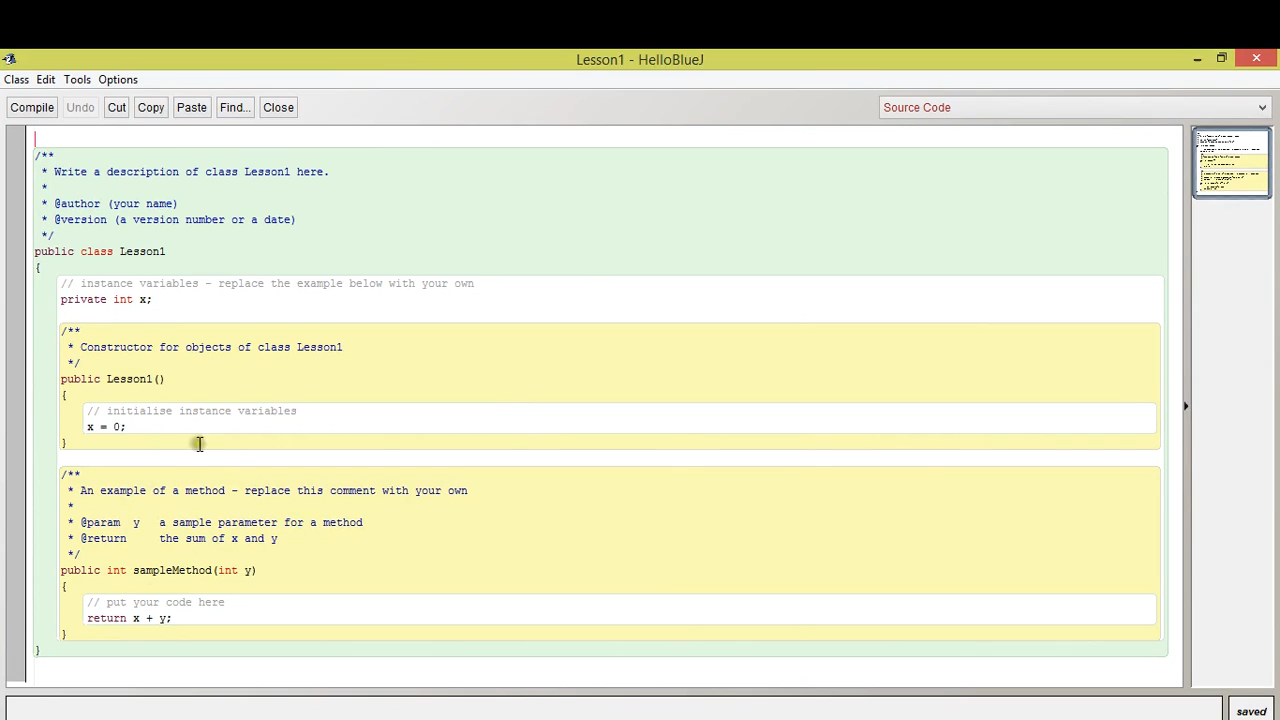 Lesson1 - HelloBlueJ
Class Edit Tools Options
Compile Undo Cut Copy Paste Find... Close Source Code
/**
 * Write a description of class Lesson1 here.
 *
 * @author (your name)
 * @version (a version number or a date)
 */
public class Lesson1
{
// instance variables - replace the example below with your own
private int x;
/**
 * Constructor for objects of class Lesson1
 */
public Lesson1()
{
// initialise instance variables
x = 0;
}
/**
 * An example of a method - replace this comment with your own
 *
 * @param y a sample parameter for a method
 * @return the sum of x and y
 */
public int sampleMethod(int y)
{
// put your code here
return x + y;
}
}
saved